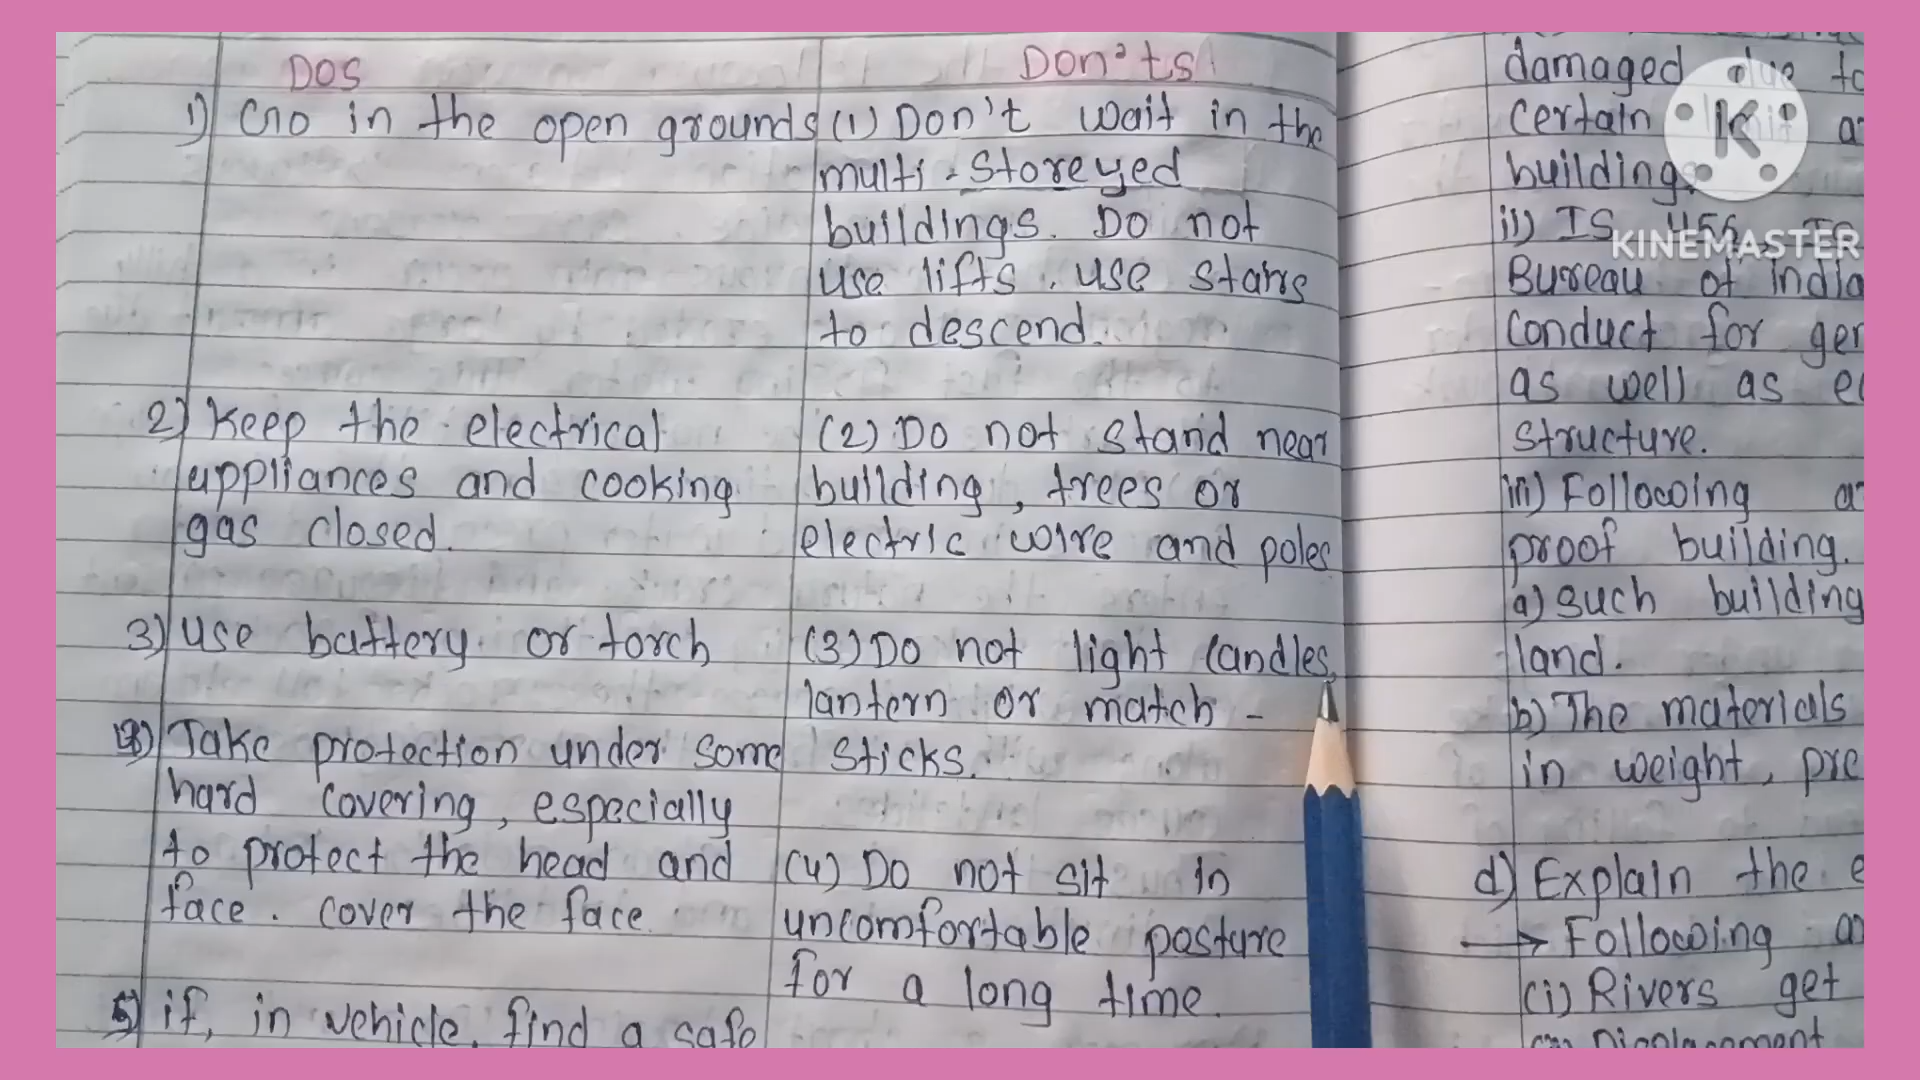 DOS
1) Go in the open grounds
2) Keep the electrical
appliances and cooking
gas closed.
3) use battery or torch
4) Take protection under some
hard covering, especially
to protect the head and
face. cover the face.
5) if, in vehicle, find a safe
Don'ts
(1) Don't wait in the
multi-storeyed
buildings. Do not
use lifts. use stairs
to descend.
(2) Do not stand near
building, trees or
electric wire and poles.
(3) Do not light candles,
lantern or match -
sticks.
(4) Do not sit in
uncomfortable posture
for a long time.
damaged due to
certain
building.
ii) IS 456, IS
Bureau of India
conduct for
as well as
structure.
iii) Following
proof building.
a) such building
land.
b) The materials
in weight,
d) Explain the
→ Following
(i) Rivers get
Displacement
K
KINEMASTER